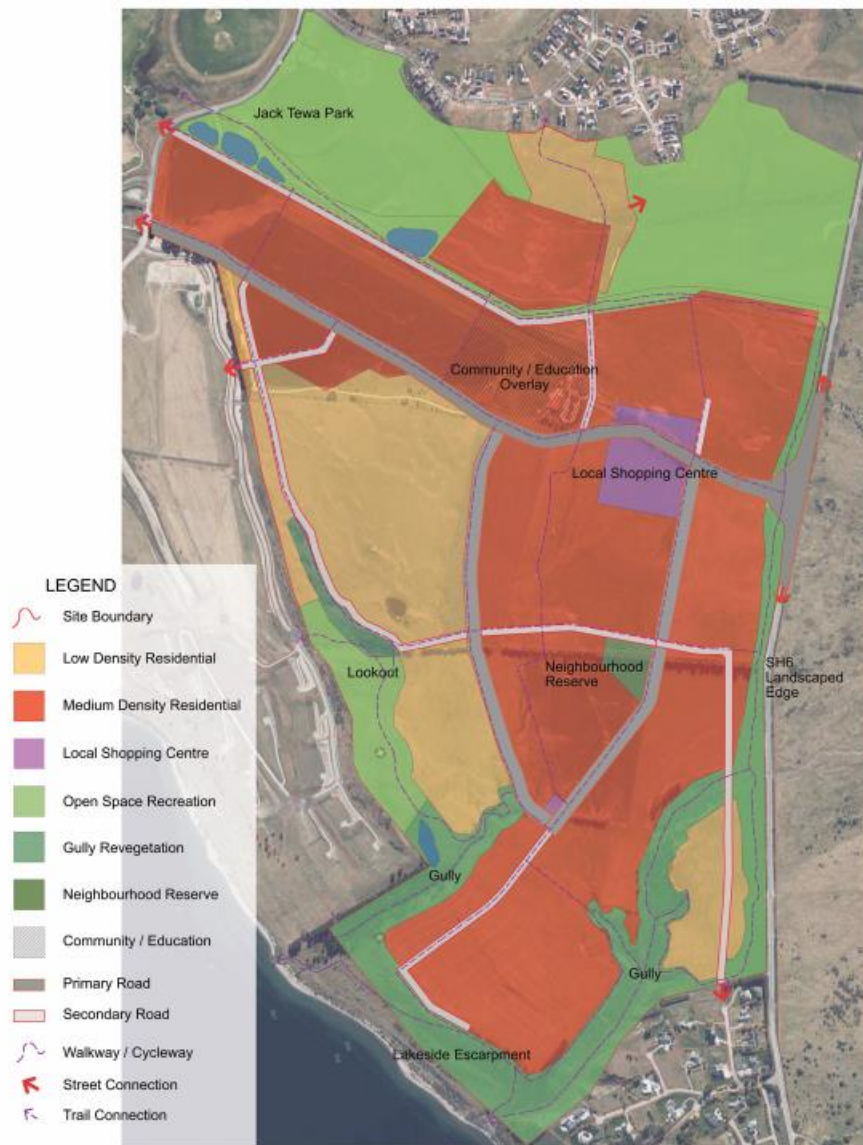 Jack Tewa Park
Community / Education
Overlay
Local Shopping Centre
Lookout
Neighbourhood
Reserve
SH6
Landscaped
Edge
Gully
Gully
Lakeside Escarpment
LEGEND
Site Boundary
Low Density Residential
Medium Density Residential
Local Shopping Centre
Open Space Recreation
Gully Revegetation
Neighbourhood Reserve
Community / Education
Primary Road
Secondary Road
Walkway / Cycleway
Street Connection
Trail Connection